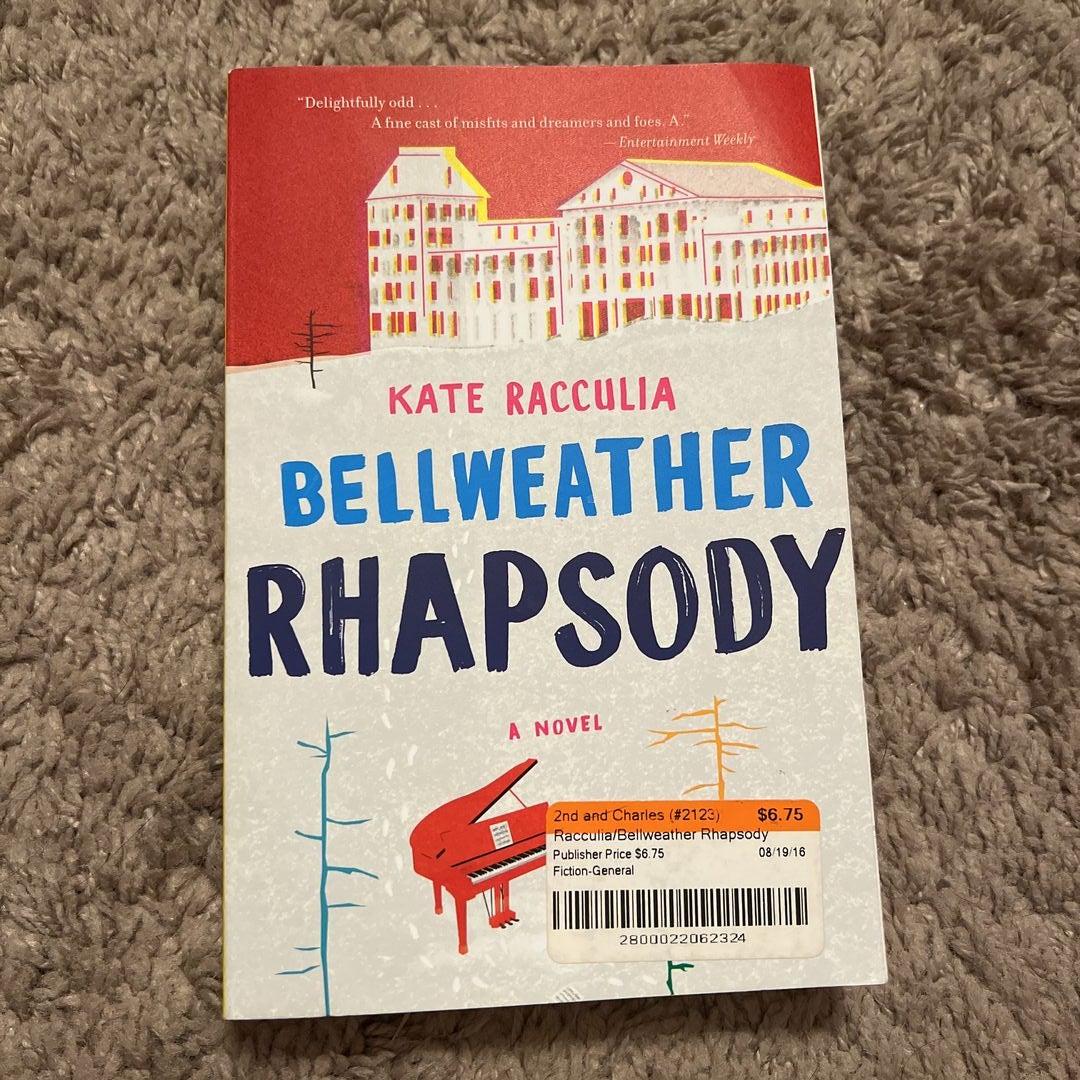 “Delightfully odd . . .
A fine cast of misfits and dreamers and foes. A.”
— Entertainment Weekly
KATE RACCULIA
BELLWEATHER
RHAPSODY
A NOVEL
2nd and Charles (#2123) $6.75
Racculia/Bellweather Rhapsody
Publisher Price $6.75 08/19/16
Fiction-General
2800022062324